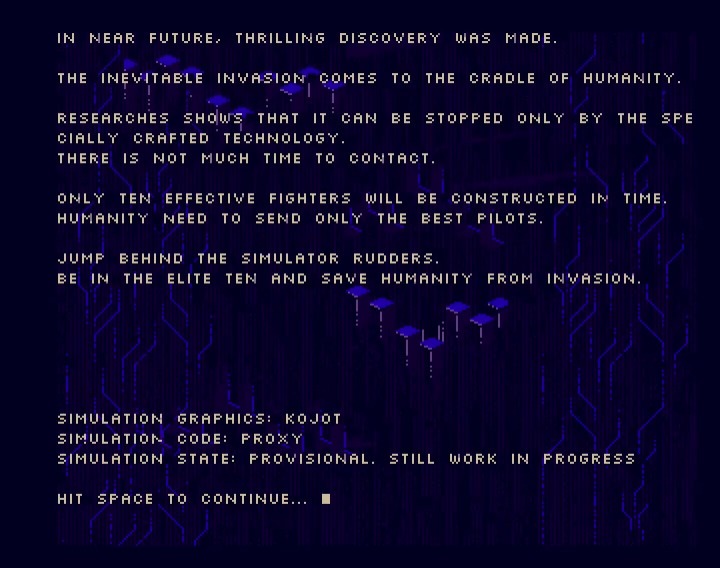 IN NEAR FUTURE, THRILLING DISCOVERY WAS MADE.
THE INEVITABLE INVASION COMES TO THE CRADLE OF HUMANITY.
RESEARCHES SHOWS THAT IT CAN BE STOPPED ONLY BY THE SPE
CIALLY CRAFTED TECHNOLOGY.
THERE IS NOT MUCH TIME TO CONTACT.
ONLY TEN EFFECTIVE FIGHTERS WILL BE CONSTRUCTED IN TIME.
HUMANITY NEED TO SEND ONLY THE BEST PILOTS.
JUMP BEHIND THE SIMULATOR RUDDERS.
BE IN THE ELITE TEN AND SAVE HUMANITY FROM INVASION.
SIMULATION GRAPHICS: KOJOT
SIMULATION CODE: PROXY
SIMULATION STATE: PROVISIONAL. STILL WORK IN PROGRESS
HIT SPACE TO CONTINUE...